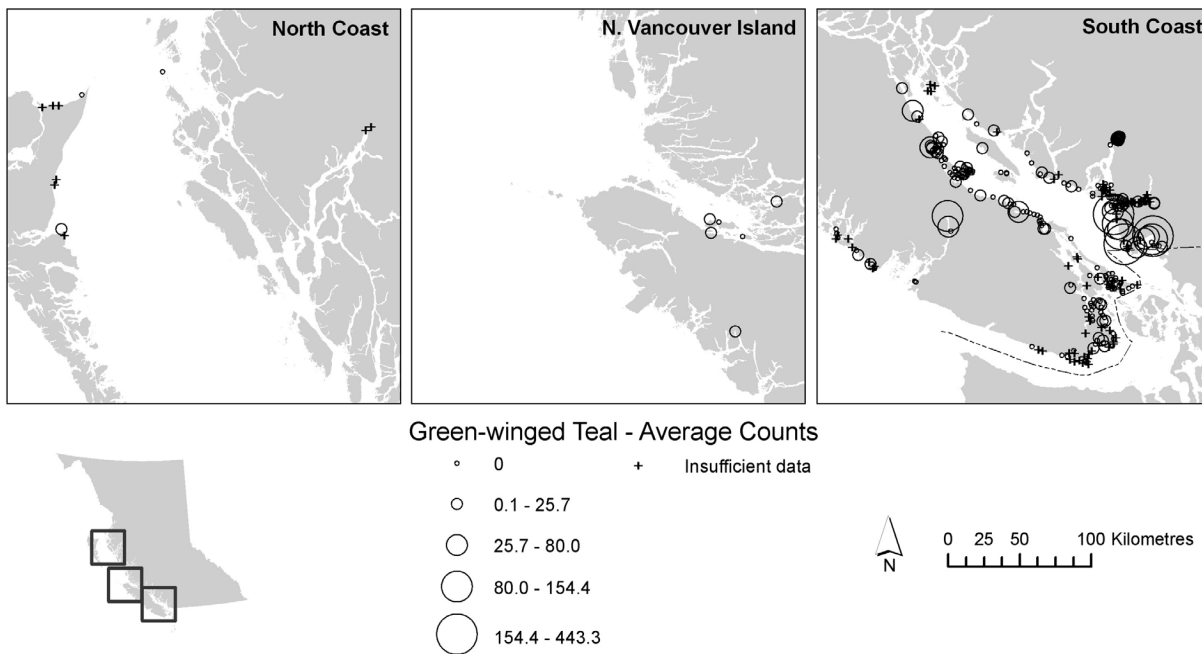 North Coast
N. Vancouver Island
South Coast
Green-winged Teal - Average Counts
0
+ Insufficient data
0.1 - 25.7
25.7 - 80.0
80.0 - 154.4
154.4 - 443.3
N
0 25 50 100 Kilometres